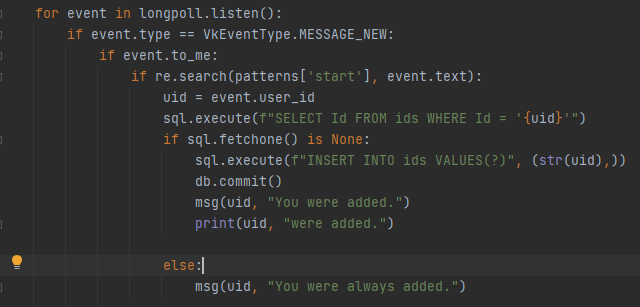 for event in longpoll.listen():
    if event.type == VkEventType.MESSAGE_NEW:
        if event.to_me:
            if re.search(patterns['start'], event.text):
                uid = event.user_id
                sql.execute(f"SELECT Id FROM ids WHERE Id = '{uid}'")
                if sql.fetchone() is None:
                    sql.execute(f"INSERT INTO ids VALUES(?)", (str(uid),))
                    db.commit()
                    msg(uid, "You were added.")
                    print(uid, "were added.")
                else:
                    msg(uid, "You were always added.")